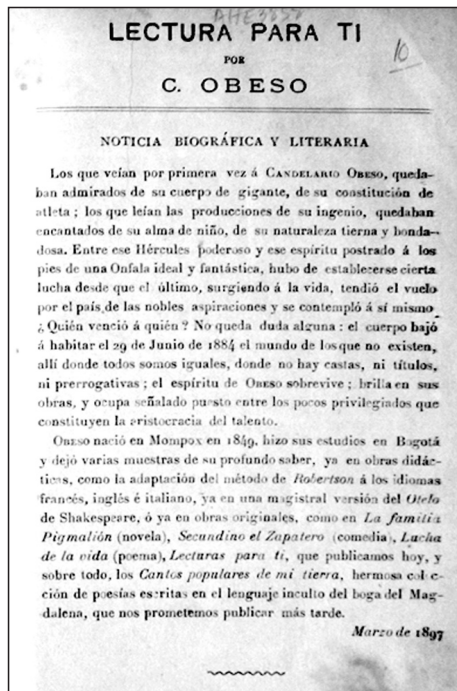 LECTURA PARA TI
10
POR
C. OBESO
NOTICIA BIOGRÁFICA Y LITERARIA
Los que veían por primera vez á CANDELARIO OBESO, queda-
ban admirados de su cuerpo de gigante, de su constitución de
atleta; los que leían las producciones de su ingenio, quedaban
encantados de su alma de niño, de su naturaleza tierna y bonda-
dosa. Entre ese Hércules poderoso y ese espíritu postrado á los
pies de una Onfala ideal y fantástica, hubo de establecerse cierta
lucha desde que el último, surgiendo á la vida, tendió el vuelo
por el país de las nobles aspiraciones y se contempló á sí mismo
¿Quién venció á quién? No queda duda alguna: el cuerpo bajó
á habitar el 29 de Junio de 1884 el mundo de los que no existen,
allí donde todos somos iguales, donde no hay castas, ni títulos,
ni prerrogativas; el espíritu de OBESO sobrevive; brilla en sus
obras, y ocupa señalado puesto entre los pocos privilegiados que
constituyen la aristocracia del talento.
OBESO nació en Mompox en 1849, hizo sus estudios en Bogotá
y dejó varias muestras de su profundo saber, ya en obras didác-
ticas, como la adaptación del método de Robertson á los idiomas
francés, inglés é italiano, ya en una magistral versión del Otelo
de Shakespeare, ó ya en obras originales, como en La familia
Pigmalión (novela), Secundino el Zapatero (comedia), Lucha
de la vida (poema), Lecturas para ti, que publicamos hoy, y
sobre todo, los Cantos populares de mi tierra, hermosa colec-
ción de poesías escritas en el lenguaje inculto del boga del Mag-
dalena, que nos prometemos publicar más tarde.
Marzo de 1897